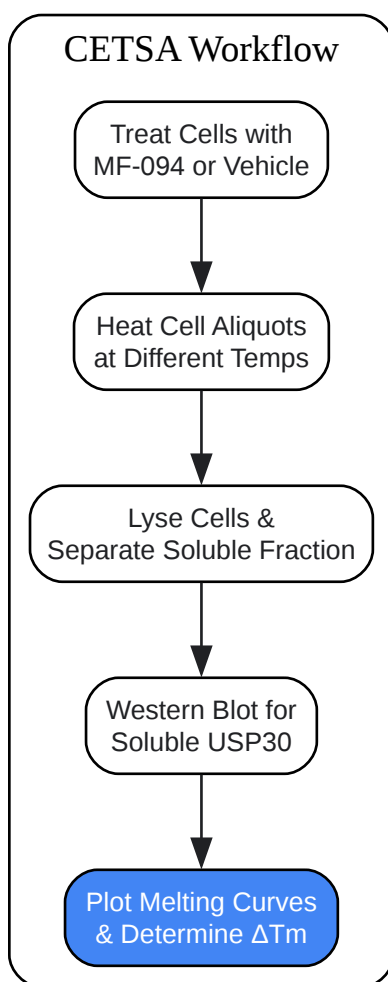 CETSA Workflow
Treat Cells with
MF-094 or Vehicle
Heat Cell Aliquots
at Different Temps
Lyse Cells &
Separate Soluble Fraction
Western Blot for
Soluble USP30
Plot Melting Curves
& Determine ΔTm